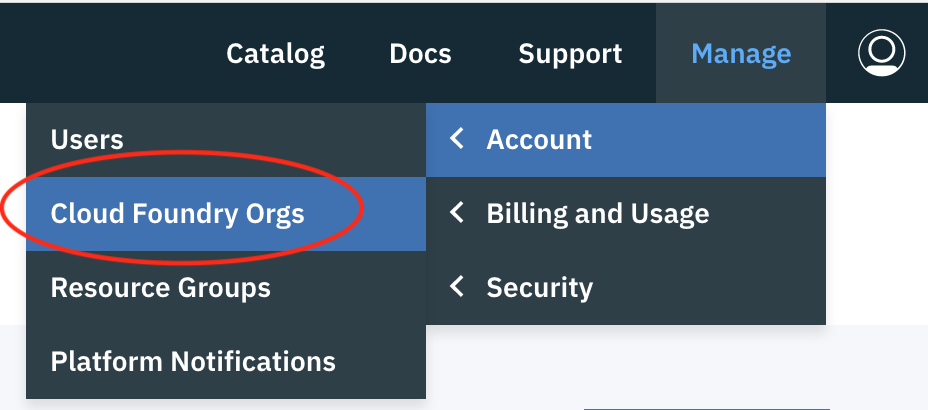 Catalog Docs Support Manage
Users
Cloud Foundry Orgs
Resource Groups
Platform Notifications
Account
Billing and Usage
Security